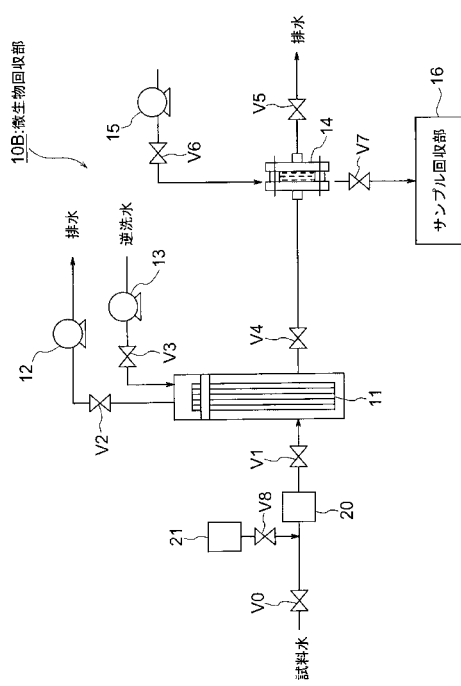 10B:微生物回収部
排水
逆洗水
12
13
V2
V3
15
V6
排水
V5
14
V7
16
サンプル回収部
V4
11
V1
20
21
V8
V0
試料水